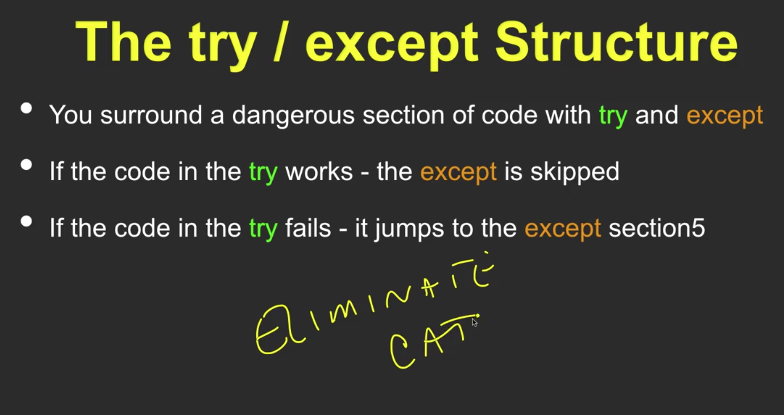 The try / except Structure
• You surround a dangerous section of code with try and except
• If the code in the try works - the except is skipped
• If the code in the try fails - it jumps to the except section5
ELIMINATE
CAT